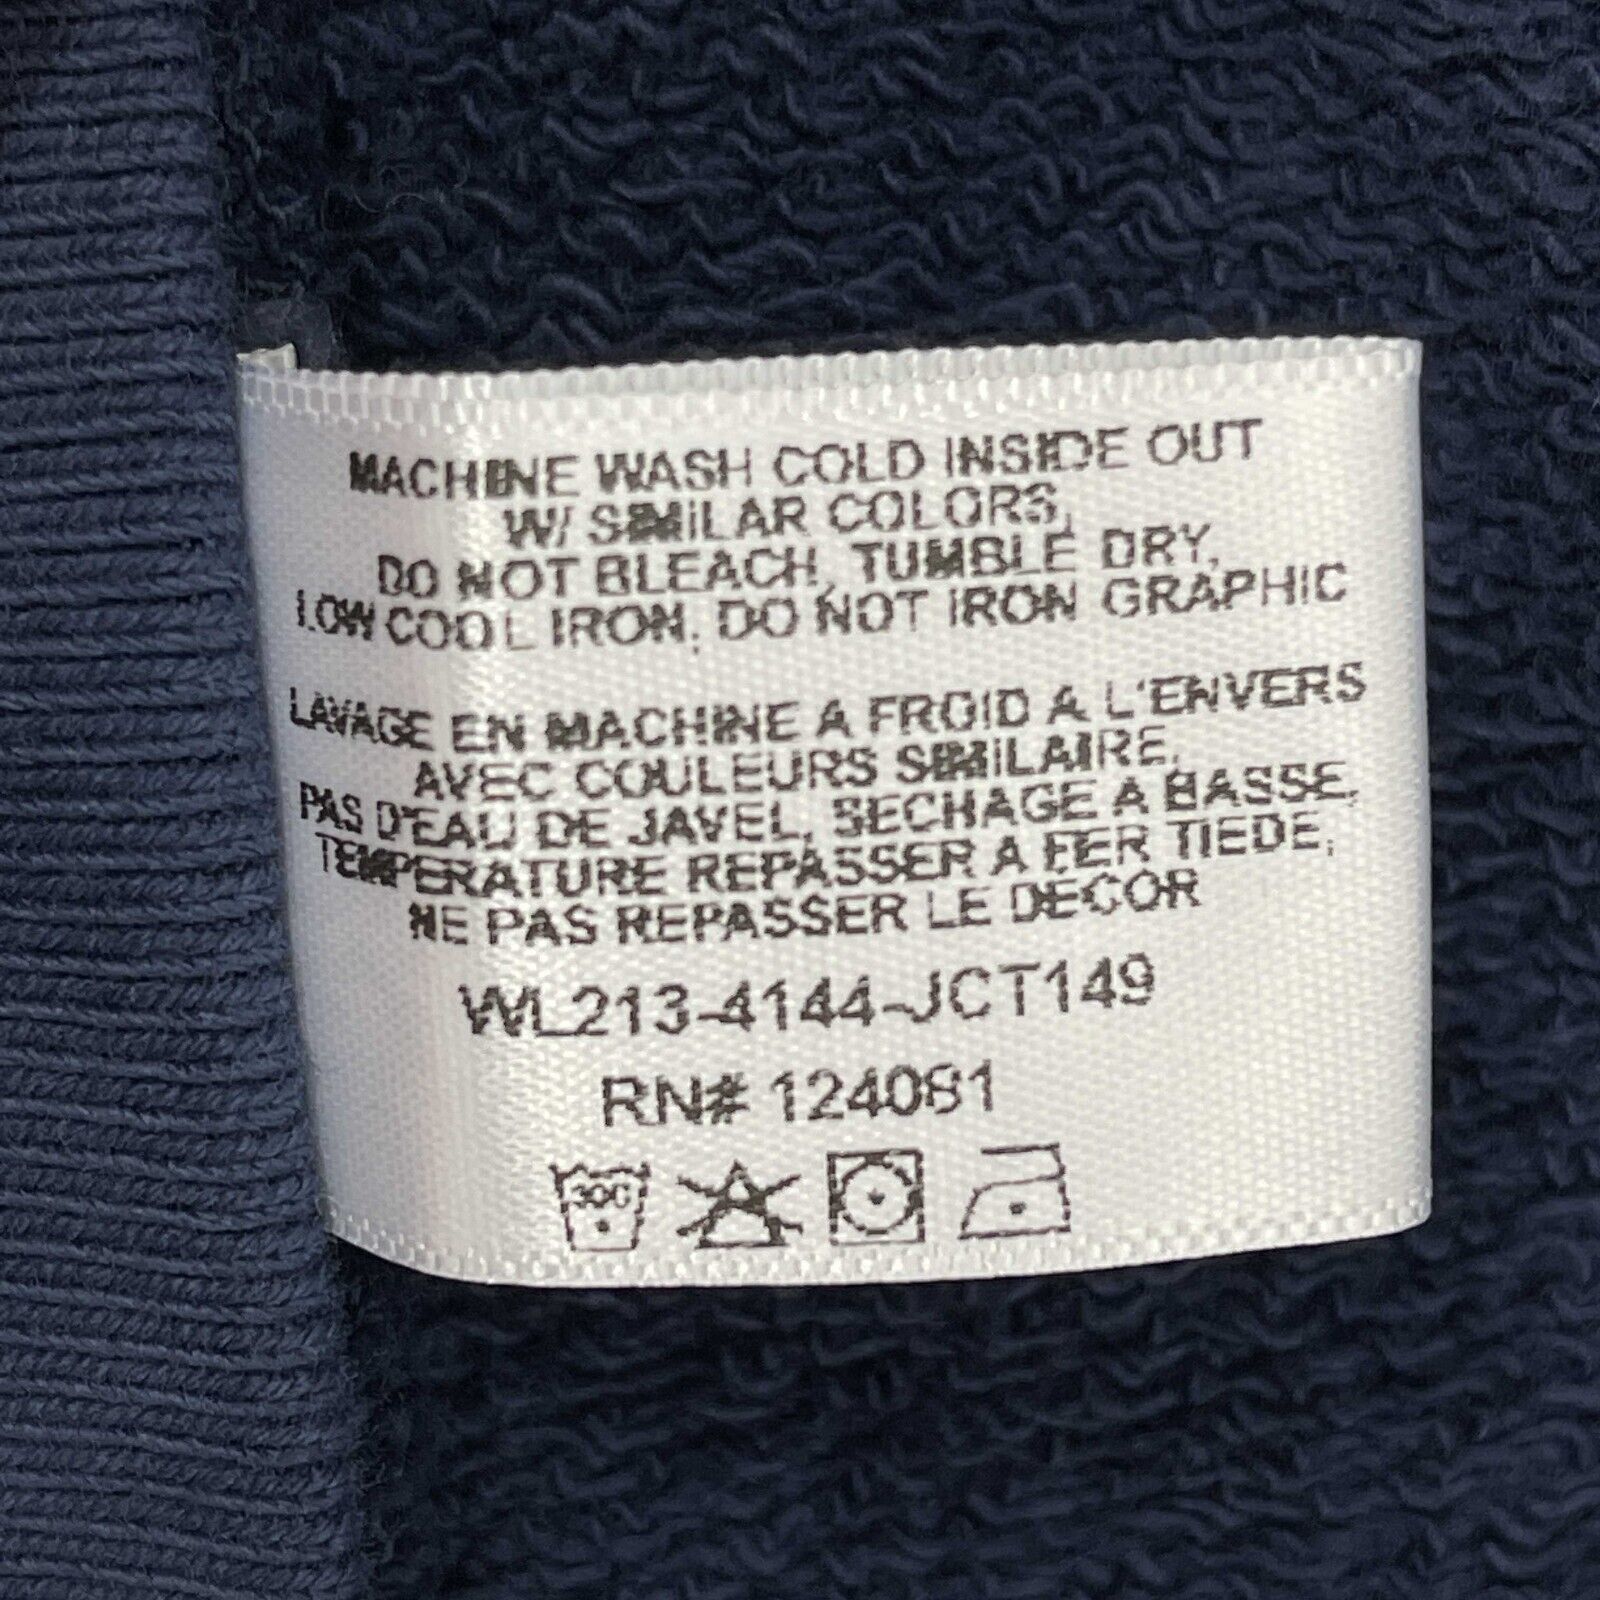 MACHINE WASH COLD INSIDE OUT
W/ SIMILAR COLORS,
DO NOT BLEACH, TUMBLE DRY,
LOW COOL IRON, DO NOT IRON GRAPHIC
LAVAGE EN MACHINE A FROID A L'ENVERS
AVEC COULEURS SIMILAIRE,
PAS D'EAU DE JAVEL, SECHAGE A BASSE
TEMPERATURE REPASSER A FER TIEDE,
NE PAS REPASSER LE DECOR
WL213-4144-JCT149
RN# 124081
30C